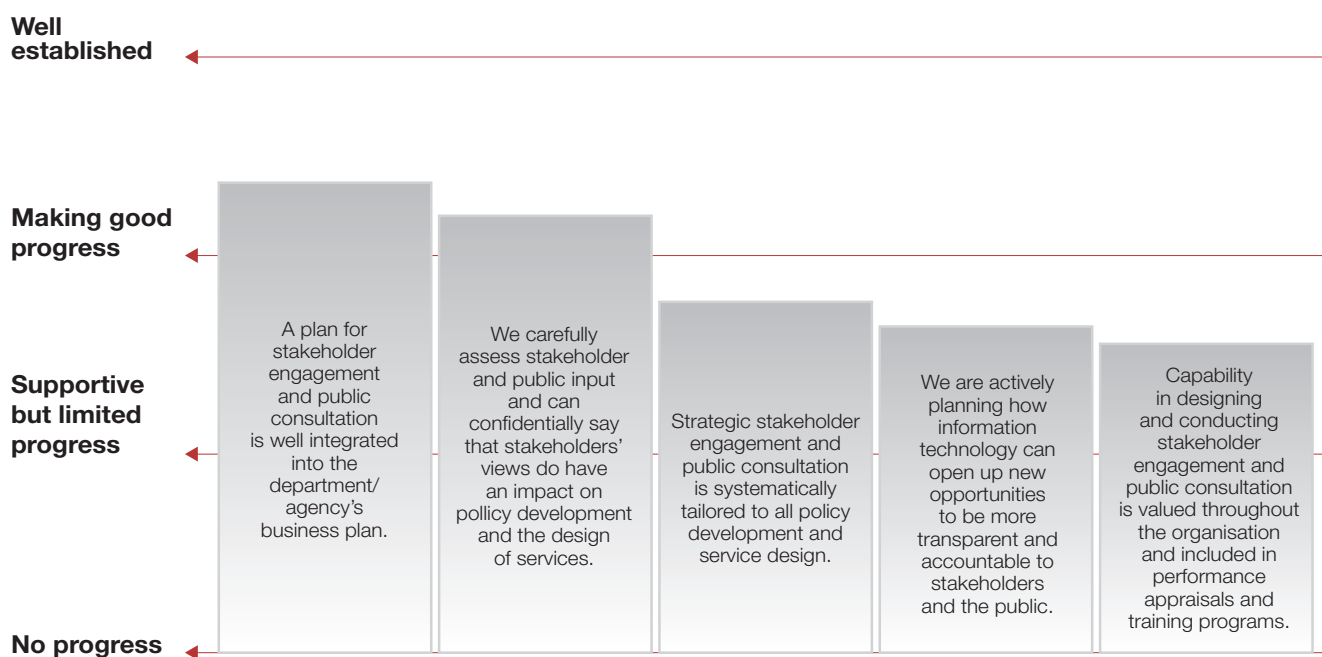 Well
established
Making good
progress
Supportive
but limited
progress
No progress
A plan for
stakeholder
engagement
and public
consultation
is well integrated
into the
department/
agency's
business plan.
We carefully
assess stakeholder
and public input
and can
confidentially say
that stakeholders'
views do have
an impact on
pollicy development
and the design
of services.
Strategic stakeholder
engagement and
public consultation
is systematically
tailored to all policy
development and
service design.
We are actively
planning how
information
technology can
open up new
opportunities
to be more
transparent and
accountable to
stakeholders
and the public.
Capability
in designing
and conducting
stakeholder
engagement and
public consultation
is valued throughout
the organisation
and included in
performance
appraisals and
training programs.